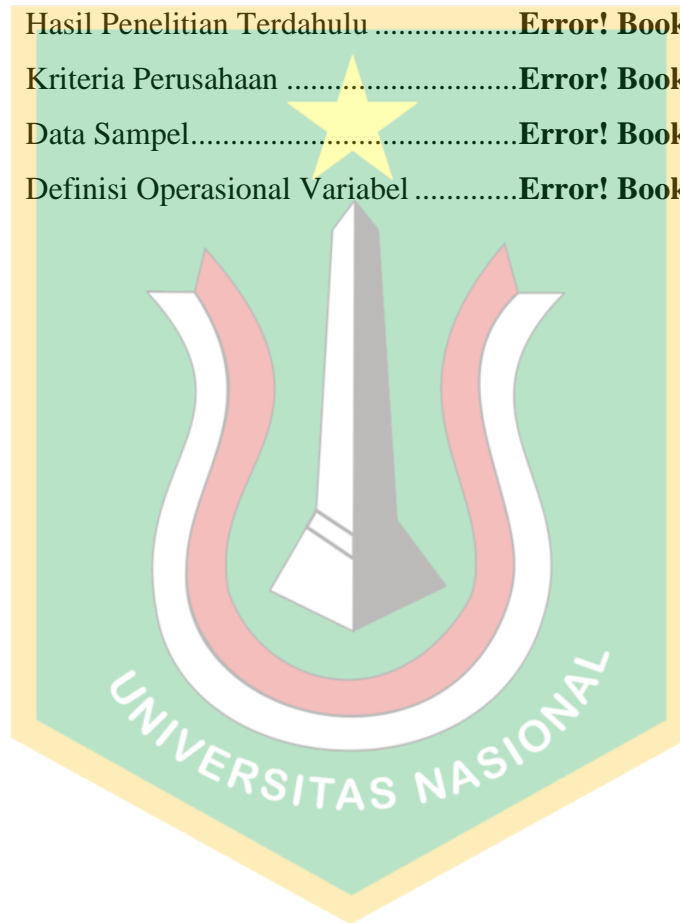 Hasil Penelitian Terdahulu ..................Error! Book
Kriteria Perusahaan .............................Error! Book
Data Sampel.........................................Error! Book
Definisi Operasional Variabel .............Error! Book
UNIVERSITAS NASIONAL